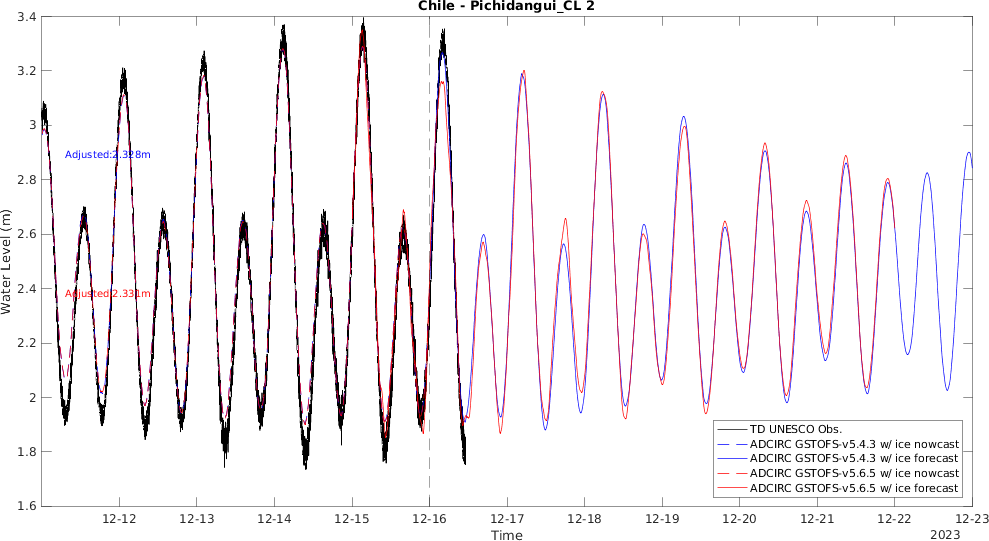 Chile - Pichidangui_CL 2
3.4
3.2
3
2.8
2.6
2.4
2.2
2
1.8
1.6
Water Level (m)
Adjusted:2.328m
Adjusted:2.331m
TD UNESCO Obs.
ADCIRC GSTOFS-v5.4.3 w/ ice nowcast
ADCIRC GSTOFS-v5.4.3 w/ ice forecast
ADCIRC GSTOFS-v5.6.5 w/ ice nowcast
ADCIRC GSTOFS-v5.6.5 w/ ice forecast
12-12 12-13 12-14 12-15 12-16 12-17 12-18 12-19 12-20 12-21 12-22 12-23
Time
2023